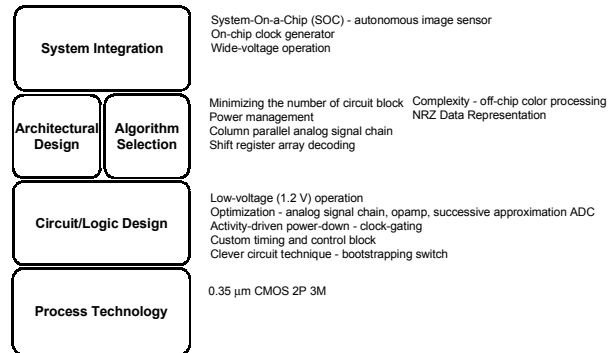 System Integration
System-On-a-Chip (SOC) - autonomous image sensor
On-chip clock generator
Wide-voltage operation
Architectural
Design
Algorithm
Selection
Minimizing the number of circuit block
Power management
Column parallel analog signal chain
Shift register array decoding
Complexity - off-chip color processing
NRZ Data Representation
Circuit/Logic Design
Low-voltage (1.2 V) operation
Optimization - analog signal chain, opamp, successive approximation ADC
Activity-driven power-down - clock-gating
Custom timing and control block
Clever circuit technique - bootstrapping switch
Process Technology
0.35 μm CMOS 2P 3M